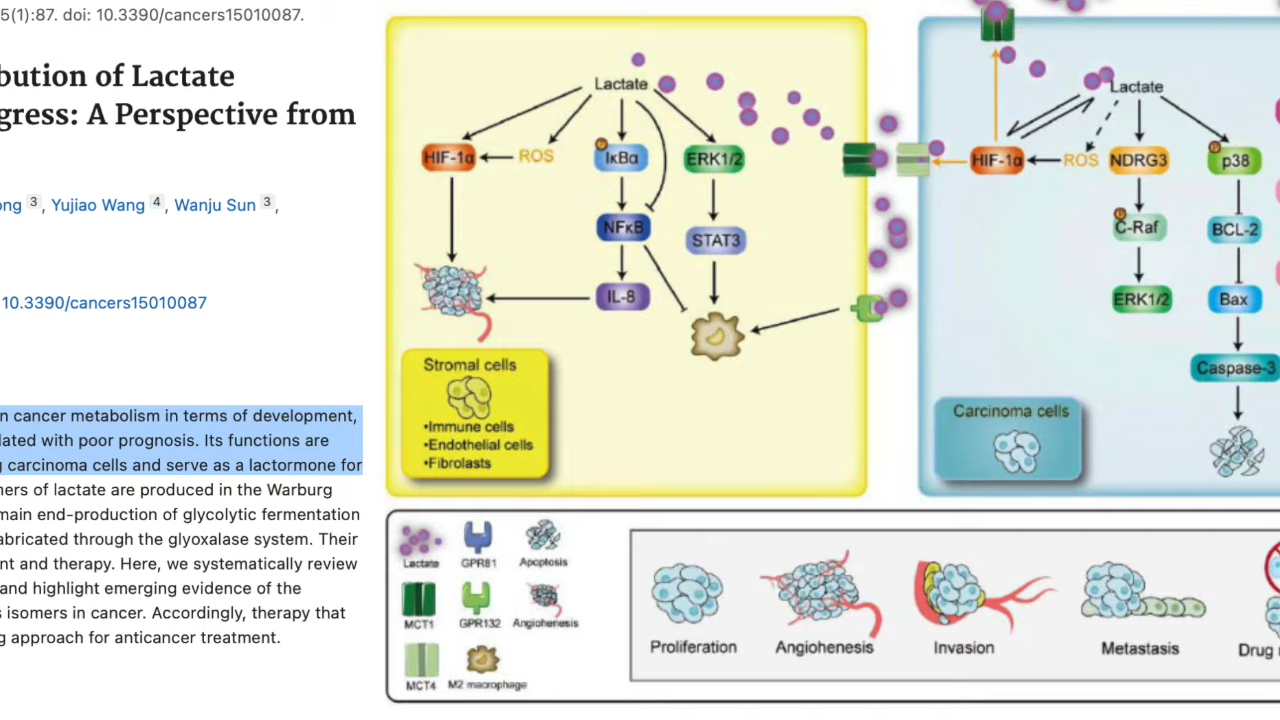 5(1):87. doi: 10.3390/cancers15010087.
bution of Lactate
gress: A Perspective from
ong 3, Yujiao Wang 4, Wanju Sun 3,
10.3390/cancers15010087
n cancer metabolism in terms of development,
lated with poor prognosis. Its functions are
g carcinoma cells and serve as a lactormone for
ners of lactate are produced in the Warburg
main end-production of glycolytic fermentation
abricated through the glyoxalase system. Their
nt and therapy. Here, we systematically review
and highlight emerging evidence of the
s isomers in cancer. Accordingly, therapy that
g approach for anticancer treatment.
Lactate
HIF-1α
ROS
IκBα
ERK1/2
NFκB
STAT3
IL-8
Stromal cells
•Immune cells
•Endothelial cells
•Fibrolasts
Lactate
HIF-1α
ROS
NDRG3
p38
C-Raf
BCL-2
ERK1/2
Bax
Caspase-3
Carcinoma cells
Lactate
GPR81
Apoptosis
MCT1
GPR132
Angiohenesis
MCT4
M2 macrophage
Proliferation
Angiohenesis
Invasion
Metastasis
Drug